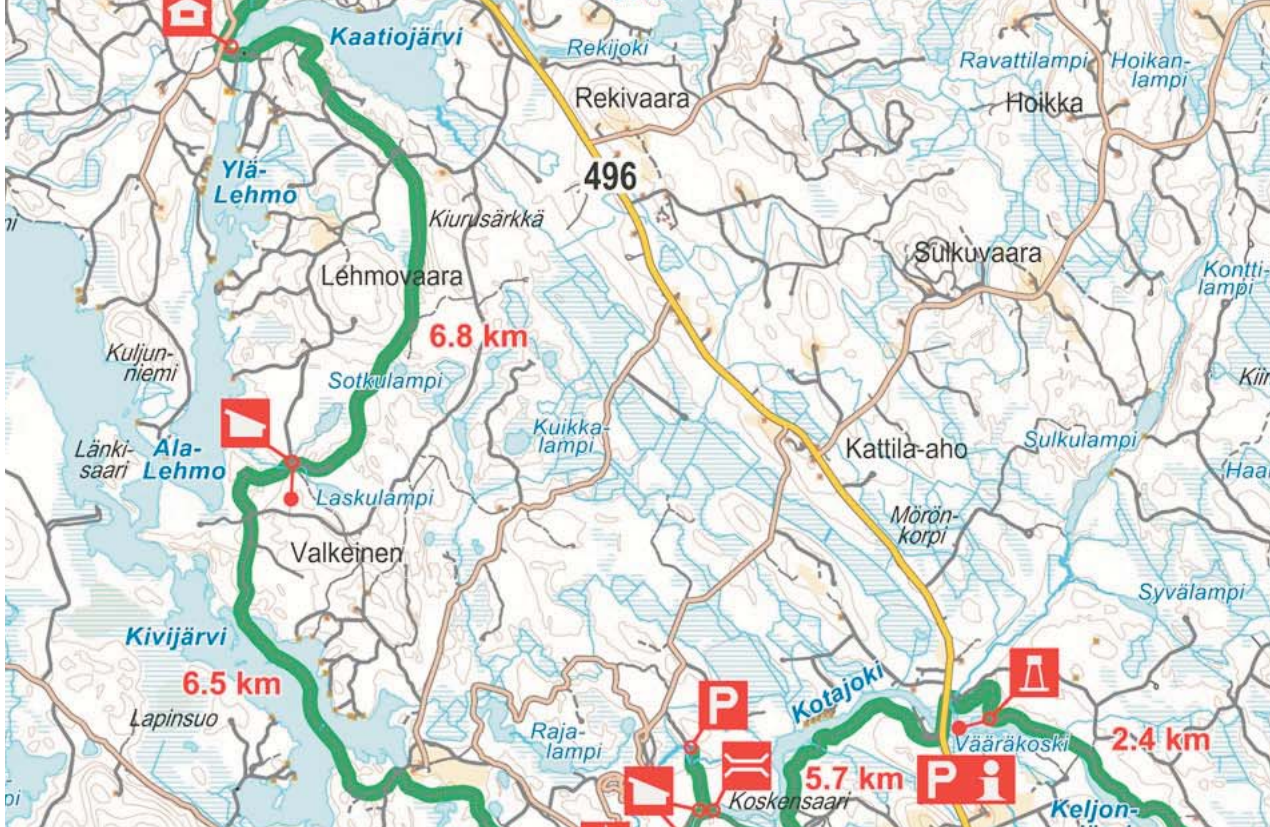 Kaatiojärvi
Rekijoki
Ravattilampi
Hoikan-
lampi
Rekivaara
Hoikka
Ylä-
Lehmo
496
Kiurusärkkä
Lehmovaara
Sulkuvaara
Kontti-
lampi
6.8 km
Kuljun-
niemi
Sotkulampi
Kuikka-
lampi
Länki-
saari
Ala-
Lehmo
Kattila-aho
Sulkulampi
Laskulampi
Mörön-
korpi
Valkeinen
Syvälampi
Kivijärvi
6.5 km
Lapinsuo
Raja-
lampi
P
Kotajoki
Vääräkoski
2.4 km
5.7 km
P i
Koskensaari
Keljon-